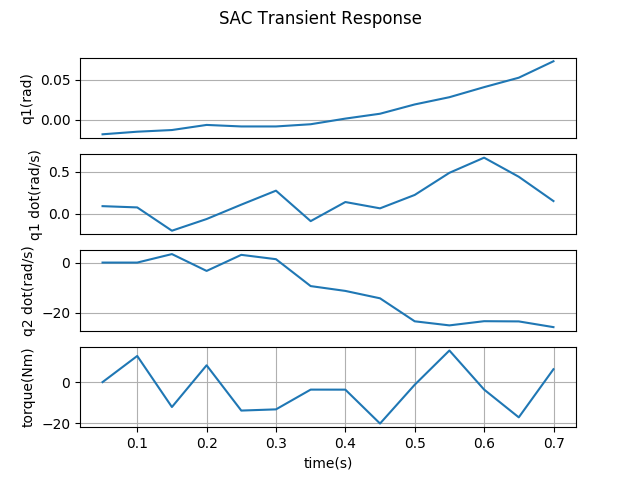 SAC Transient Response
q1(rad)
0.05
0.00
q1 dot(rad/s)
0.5
0.0
q2 dot(rad/s)
0
−20
torque(Nm)
0
−20
0.1 0.2 0.3 0.4 0.5 0.6 0.7
time(s)